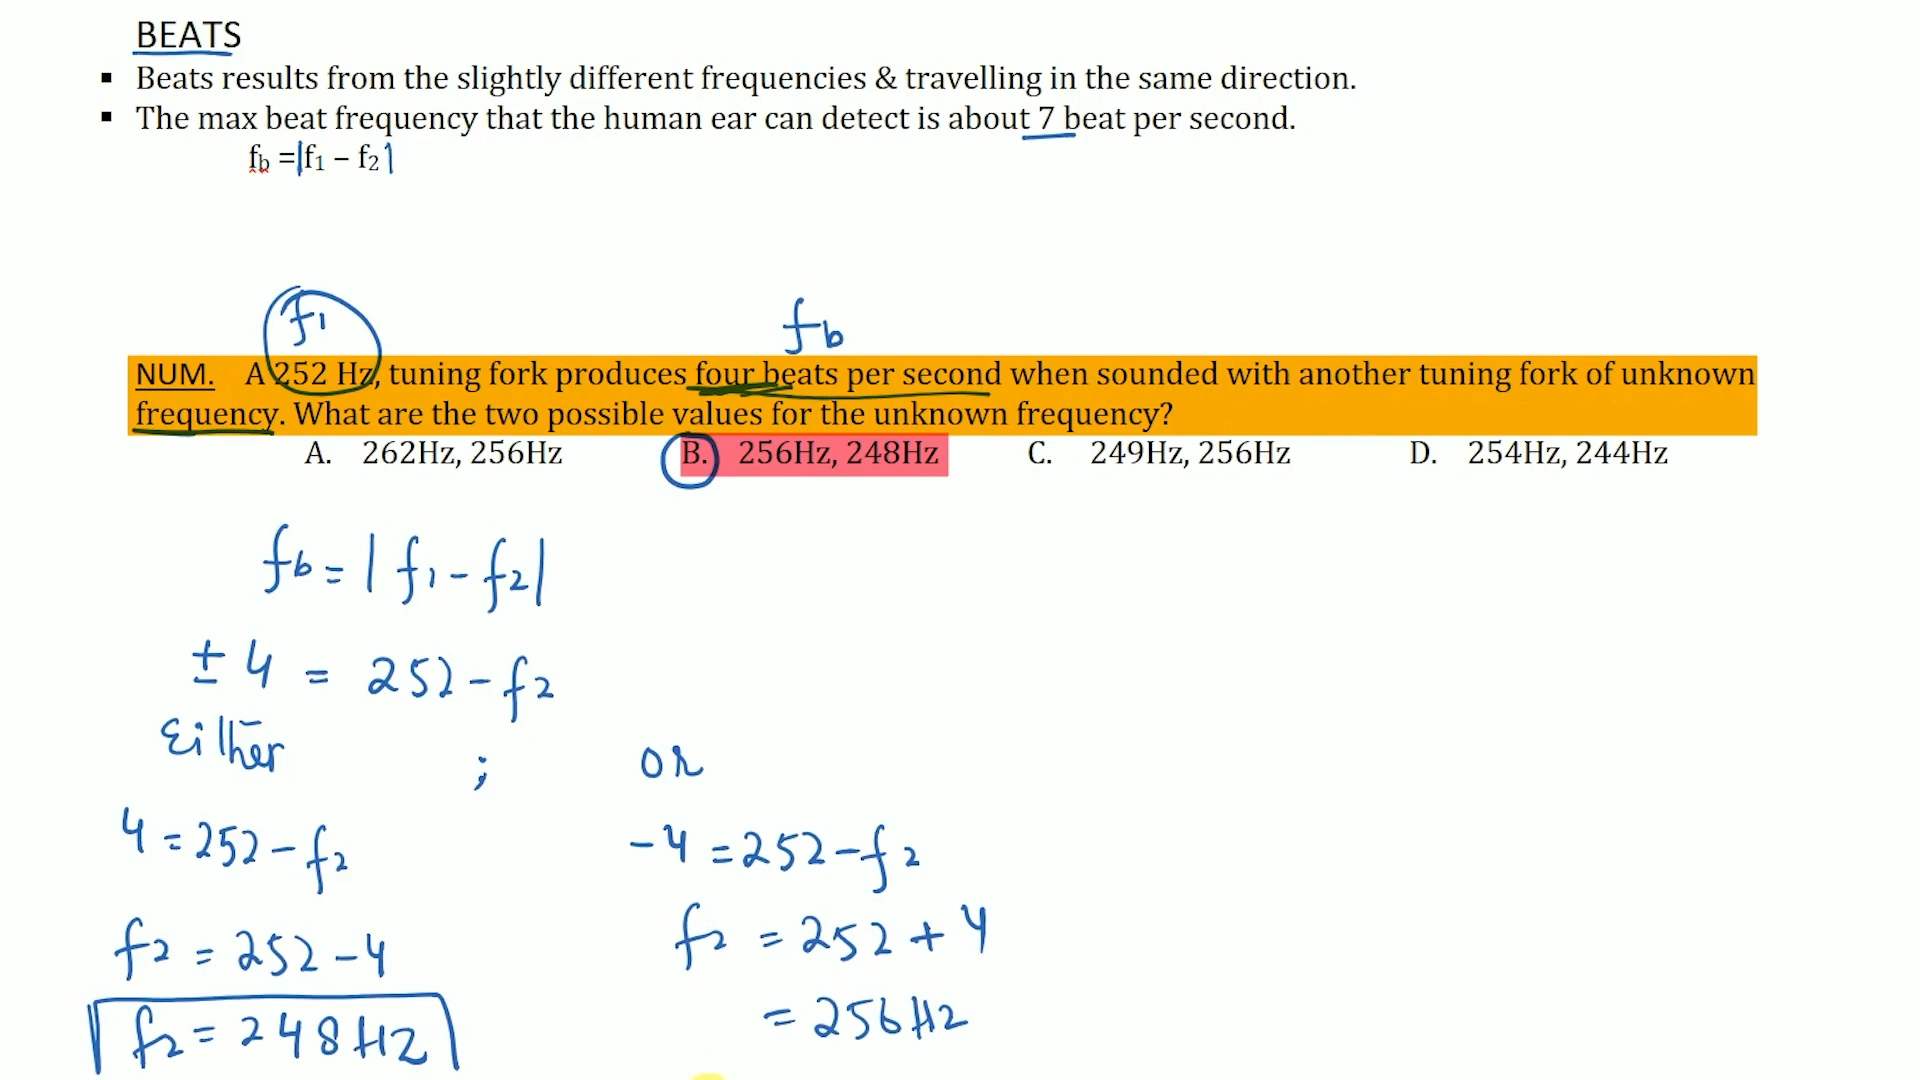 BEATS
▪ Beats results from the slightly different frequencies & travelling in the same direction.
▪ The max beat frequency that the human ear can detect is about 7 beat per second.
fb =|f1 – f2|
f1
fb
NUM. A 252 Hz, tuning fork produces four beats per second when sounded with another tuning fork of unknown
frequency. What are the two possible values for the unknown frequency?
A. 262Hz, 256Hz B. 256Hz, 248Hz C. 249Hz, 256Hz D. 254Hz, 244Hz
fb = | f1 - f2 |
± 4 = 252 - f2
Either ; or
4 = 252 - f2
-4 = 252 - f2
f2 = 252 - 4
f2 = 252 + 4
f2 = 248 Hz
= 256 Hz